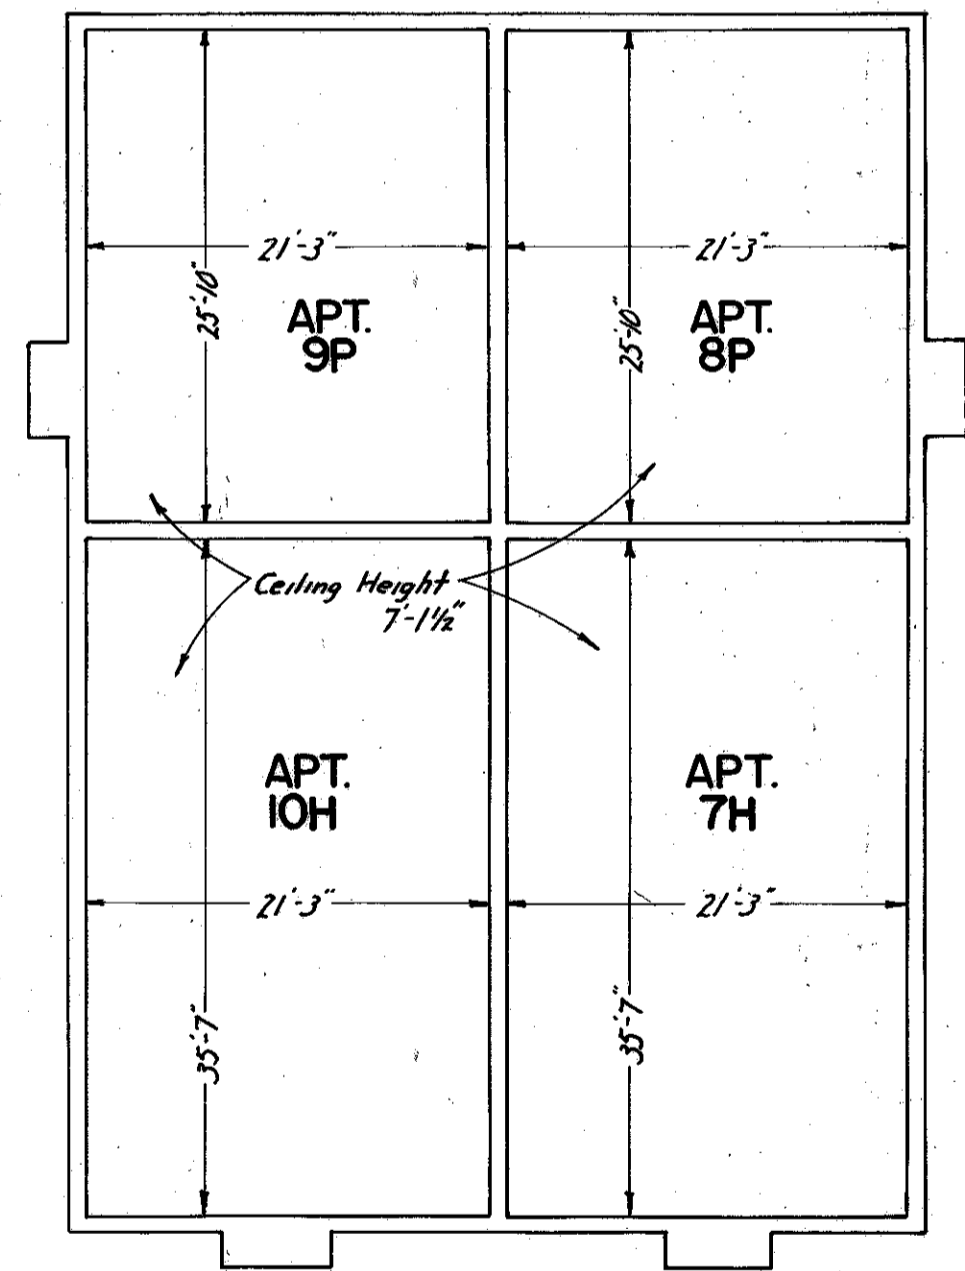 21'-3"
25'-10"
APT.
9P
21'-3"
25'-10"
APT.
8P
Ceiling Height
7'-1½"
APT.
10H
21'-3"
35'-7"
APT.
7H
21'-3"
35'-7"